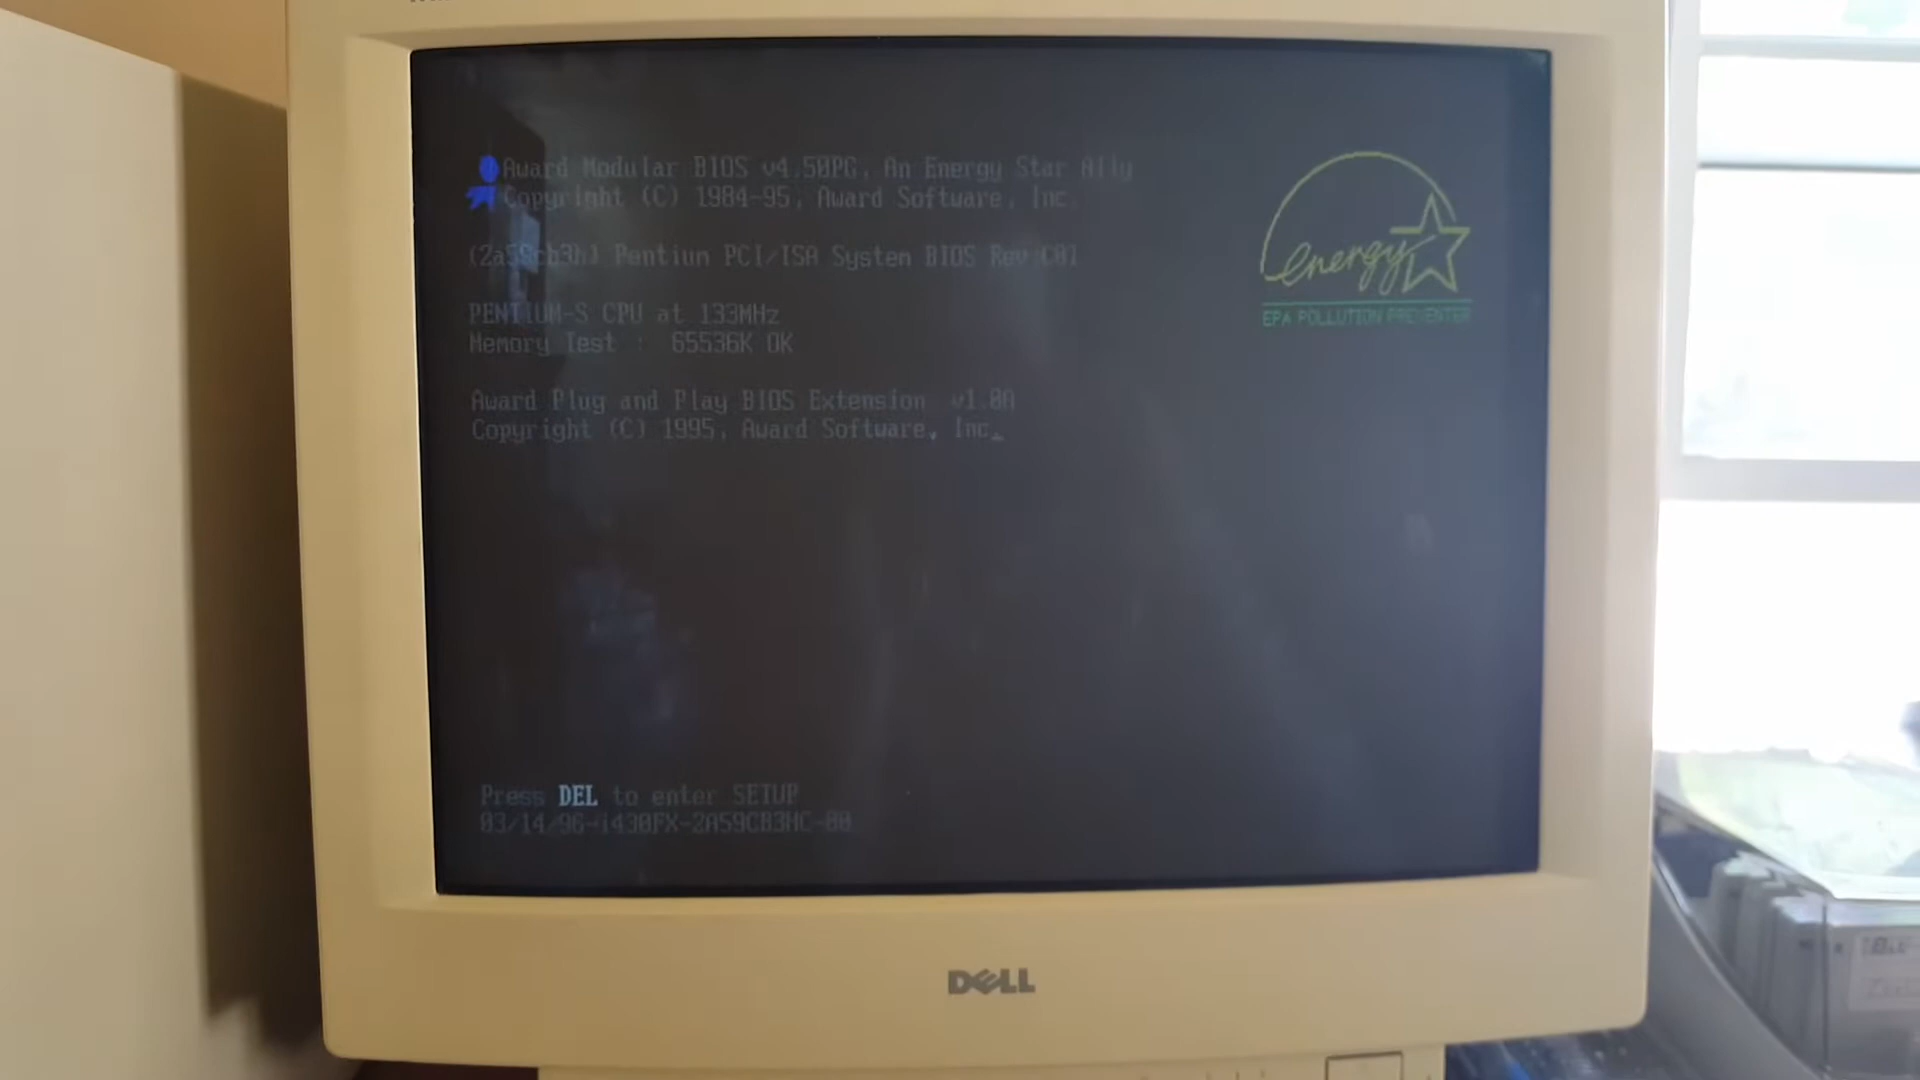 Award Modular BIOS v4.50PG, An Energy Star Ally
Copyright (C) 1984-95, Award Software, Inc.
(2a59cb3h) Pentium PCI/ISA System BIOS Rev C01
PENTIUM-S CPU at 133MHz
Memory Test : 65536K OK
Award Plug and Play BIOS Extension v1.0A
Copyright (C) 1995, Award Software, Inc.
energy
EPA POLLUTION PREVENTER
Press DEL to enter SETUP
03/14/96-i430FX-2A59CB3HC-00
DELL